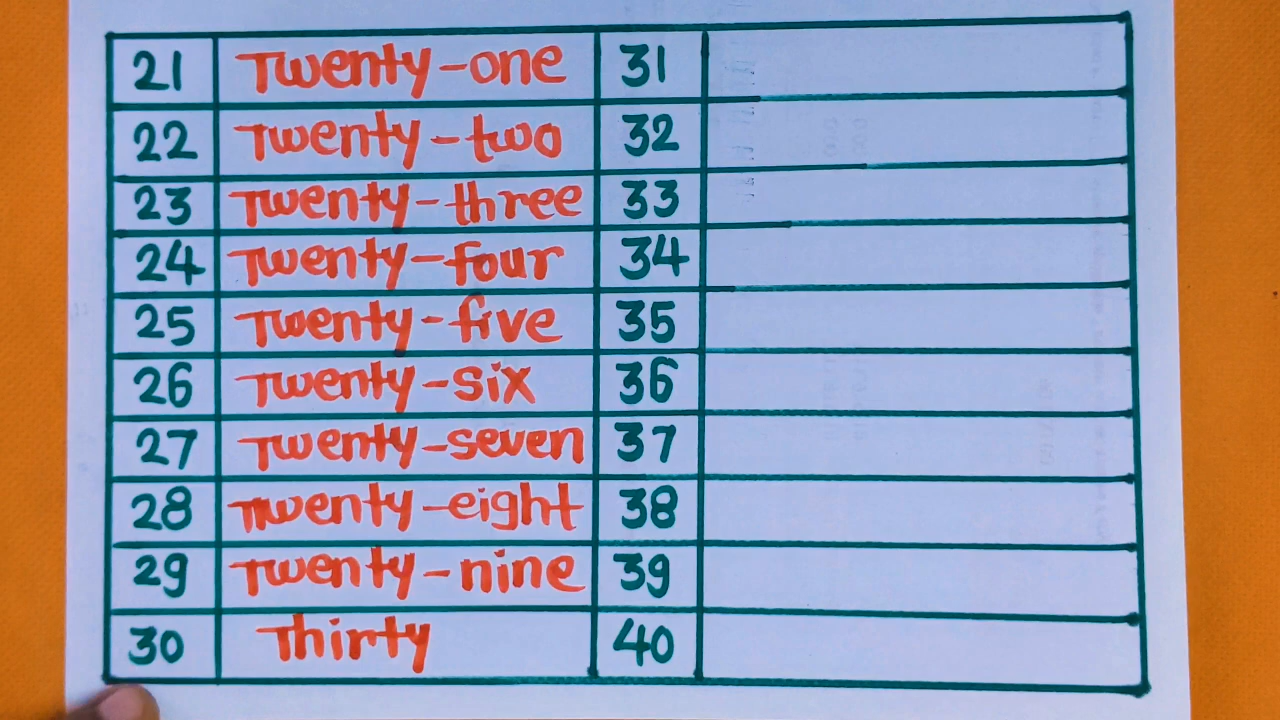 21 Twenty-one 31
22 Twenty-two 32
23 Twenty-three 33
24 Twenty-four 34
25 Twenty-five 35
26 Twenty-six 36
27 Twenty-seven 37
28 Twenty-eight 38
29 Twenty-nine 39
30 Thirty 40